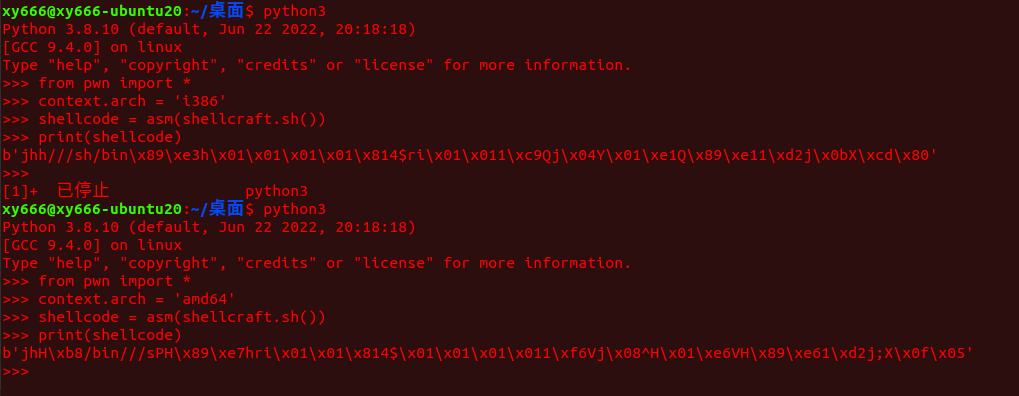 xy666@xy666-ubuntu20:~/桌面$ python3
Python 3.8.10 (default, Jun 22 2022, 20:18:18)
[GCC 9.4.0] on linux
Type "help", "copyright", "credits" or "license" for more information.
>>> from pwn import *
>>> context.arch = 'i386'
>>> shellcode = asm(shellcraft.sh())
>>> print(shellcode)
b'jhh///sh/bin\x89\xe3h\x01\x01\x01\x01\x814$ri\x01\x011\xc9Qj\x04Y\x01\xe1Q\x89\xe11\xd2j\x0bX\xcd\x80'
>>>
[1]+  已停止               python3
xy666@xy666-ubuntu20:~/桌面$ python3
Python 3.8.10 (default, Jun 22 2022, 20:18:18)
[GCC 9.4.0] on linux
Type "help", "copyright", "credits" or "license" for more information.
>>> from pwn import *
>>> context.arch = 'amd64'
>>> shellcode = asm(shellcraft.sh())
>>> print(shellcode)
b'jhH\xb8/bin///sPH\x89\xe7hri\x01\x01\x814$\x01\x01\x01\x011\xf6Vj\x08^H\x01\xe6VH\x89\xe61\xd2j;X\x0f\x05'
>>>